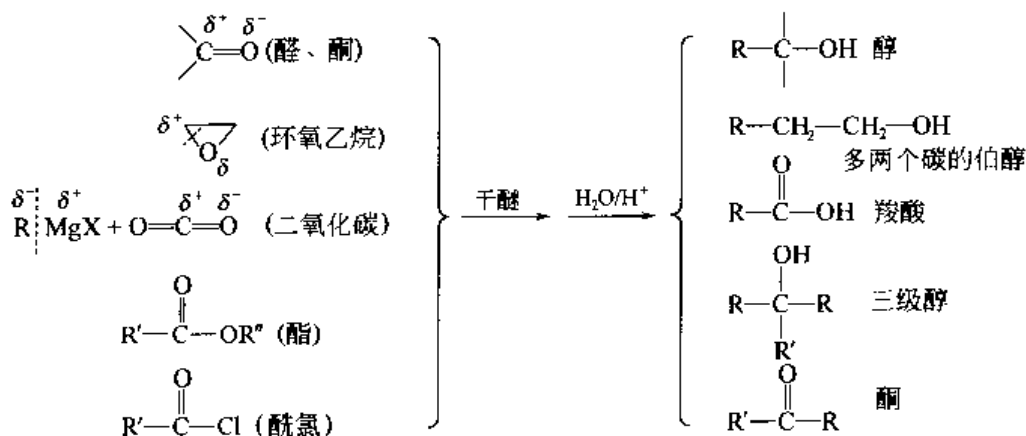 δ⁺ δ⁻
C=O (醛、酮)
R—C—OH 醇
δ⁺ O δ (环氧乙烷)
R—CH₂—CH₂—OH
多两个碳的伯醇
δ⁻ δ⁺ δ⁺ δ⁻
R MgX + O=C=O (二氧化碳)
干醚
H₂O/H⁺
O
R—C—OH 羧酸
O
R′—C—OR″ (酯)
OH
R—C—R 三级醇
R′
O
R′—C—Cl (酰氯)
O
R′—C—R 酮